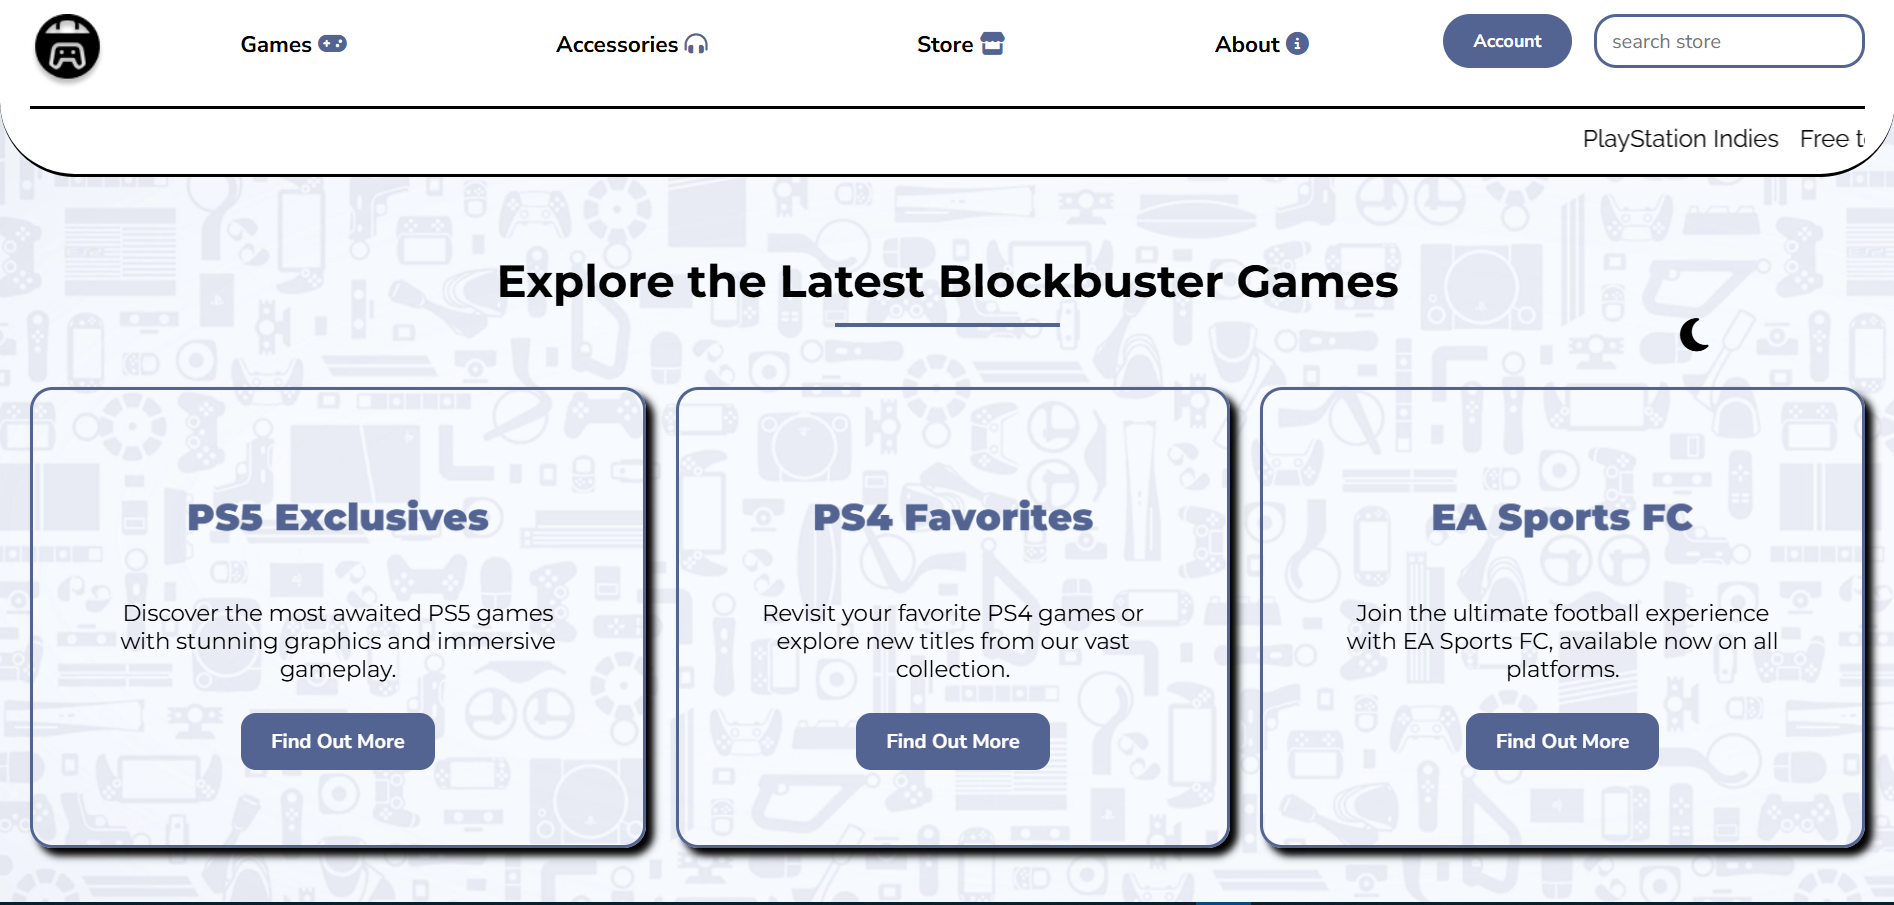 Games
Accessories
Store
About
Account
search store
PlayStation Indies
Free t
Explore the Latest Blockbuster Games
PS5 Exclusives
Discover the most awaited PS5 games
with stunning graphics and immersive
gameplay.
Find Out More
PS4 Favorites
Revisit your favorite PS4 games or
explore new titles from our vast
collection.
Find Out More
EA Sports FC
Join the ultimate football experience
with EA Sports FC, available now on all
platforms.
Find Out More